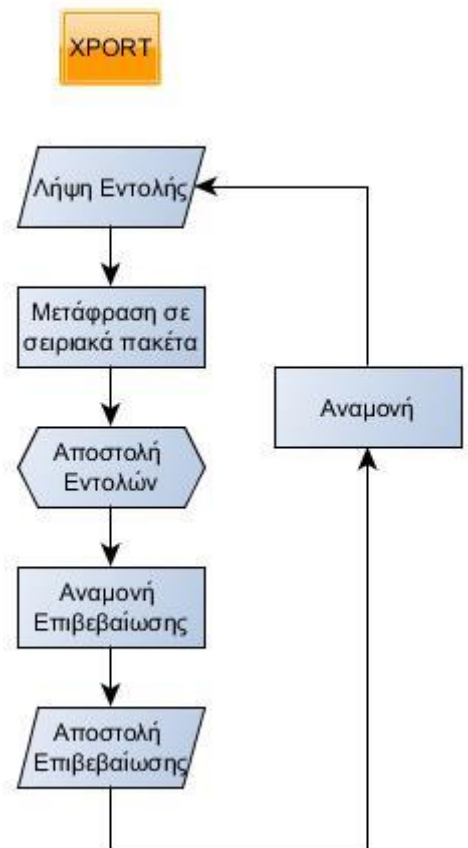 XPORT
Λήψη Εντολής
Μετάφραση σε
σειριακά πακέτα
Αναμονή
Αποστολή
Εντολών
Αναμονή
Επιβεβαίωσης
Αποστολή
Επιβεβαίωσης